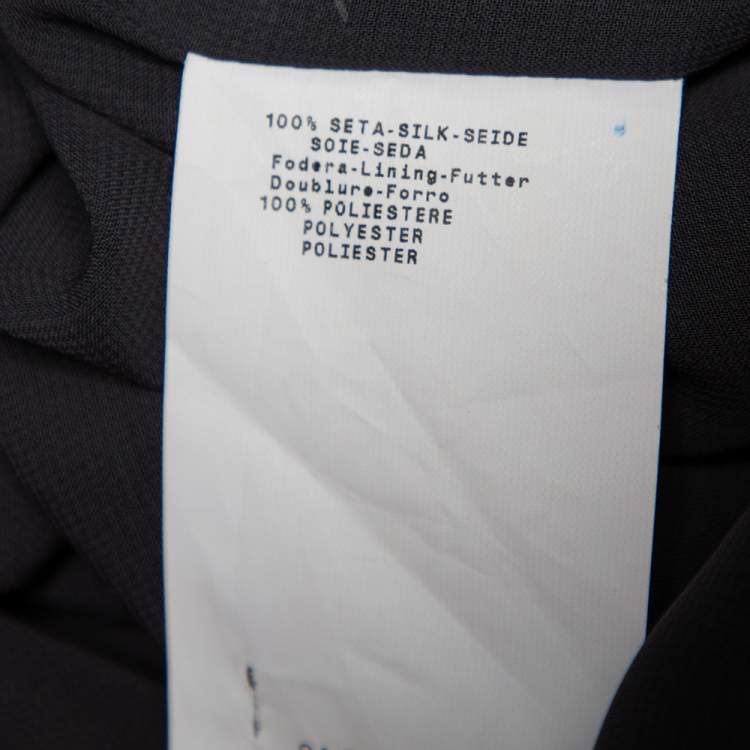 100% SETA-SILK-SEIDE
SOIE-SEDA
Fodera-Lining-Futter
Doublure-Forro
100% POLIESTERE
POLYESTER
POLIESTER